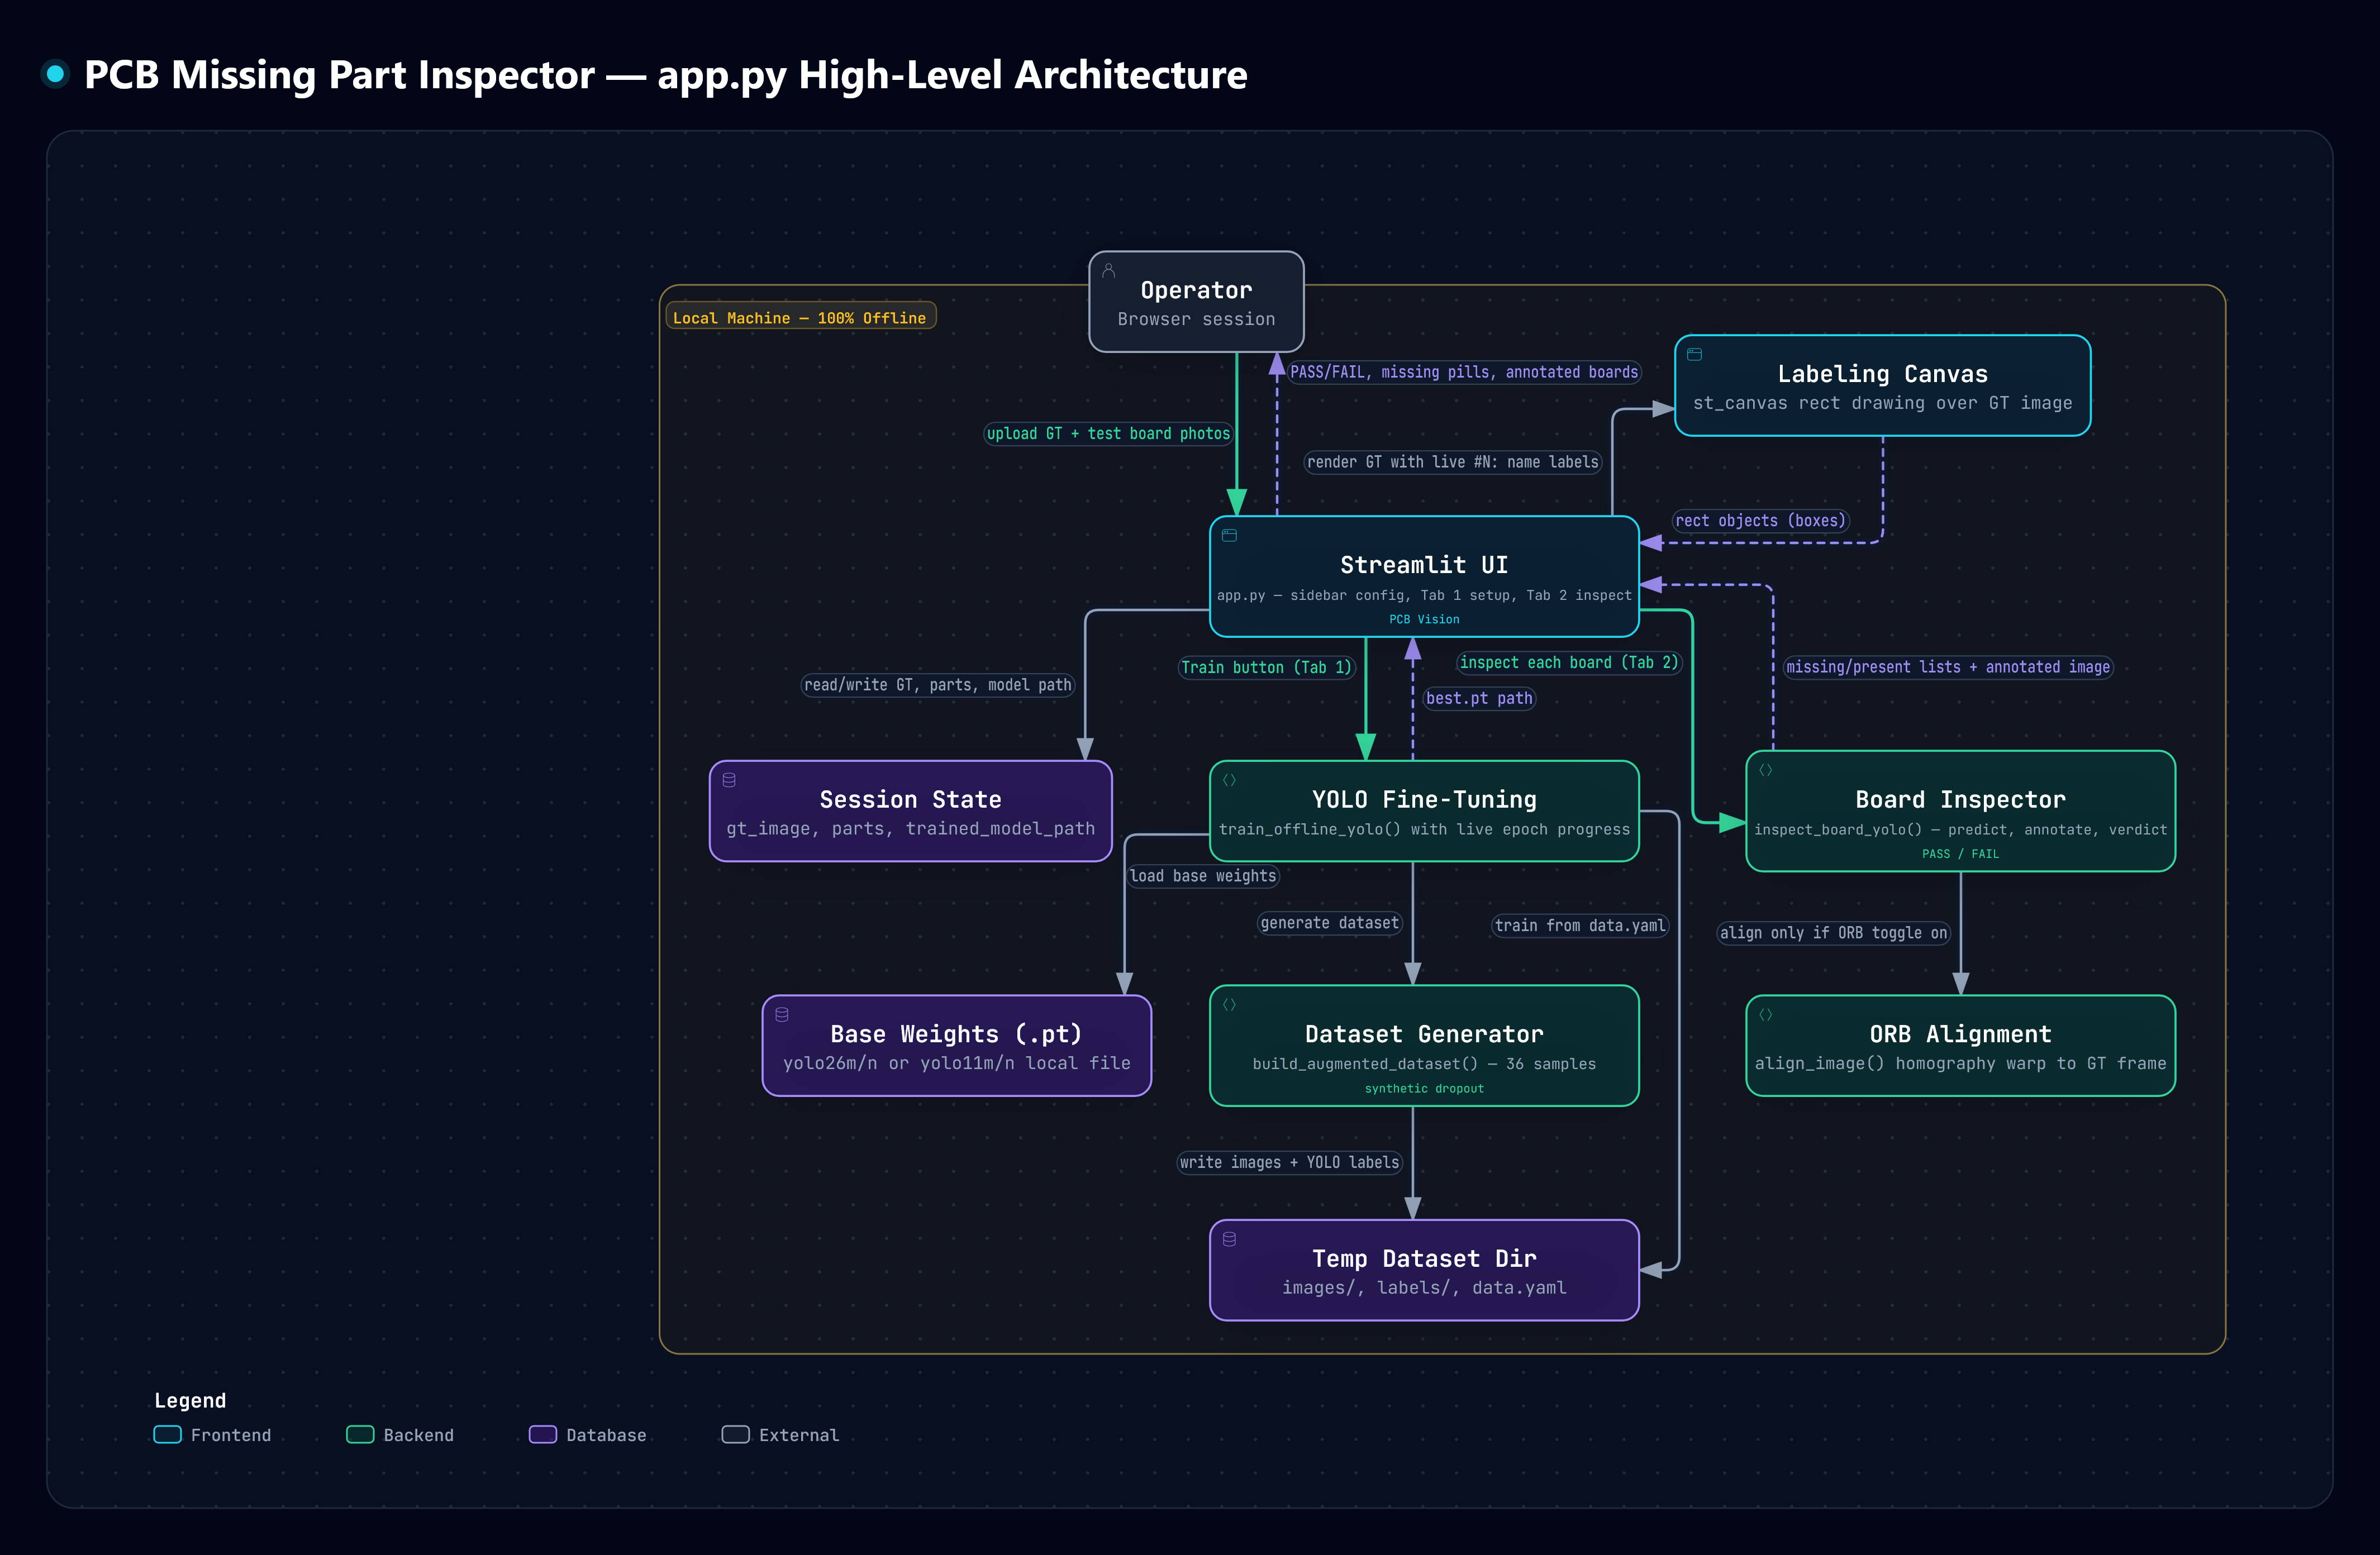 PCB Missing Part Inspector — app.py High-Level Architecture
Operator
Browser session
Local Machine — 100% Offline
PASS/FAIL, missing pills, annotated boards
Labeling Canvas
st_canvas rect drawing over GT image
upload GT + test board photos
render GT with live #N: name labels
rect objects (boxes)
Streamlit UI
app.py — sidebar config, Tab 1 setup, Tab 2 inspect
PCB Vision
Train button (Tab 1)
inspect each board (Tab 2)
missing/present lists + annotated image
read/write GT, parts, model path
best.pt path
Session State
gt_image, parts, trained_model_path
YOLO Fine-Tuning
train_offline_yolo() with live epoch progress
Board Inspector
inspect_board_yolo() — predict, annotate, verdict
PASS / FAIL
load base weights
generate dataset
train from data.yaml
align only if ORB toggle on
Base Weights (.pt)
yolo26m/n or yolo11m/n local file
Dataset Generator
build_augmented_dataset() — 36 samples
synthetic dropout
ORB Alignment
align_image() homography warp to GT frame
write images + YOLO labels
Temp Dataset Dir
images/, labels/, data.yaml
Legend
Frontend
Backend
Database
External